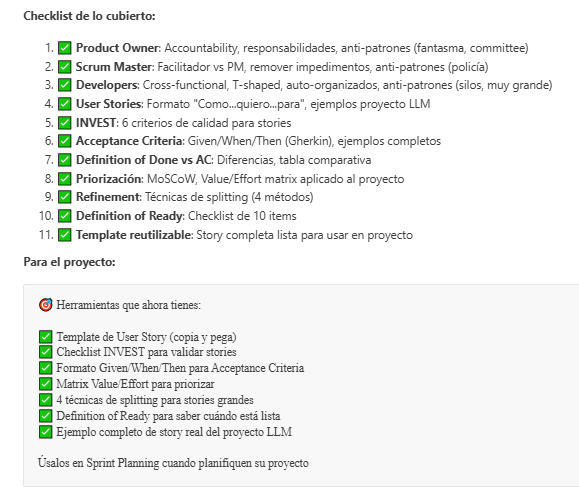 Checklist de lo cubierto:
1. ✅ Product Owner: Accountability, responsabilidades, anti-patrones (fantasma, committee)
2. ✅ Scrum Master: Facilitador vs PM, remover impedimentos, anti-patrones (policía)
3. ✅ Developers: Cross-functional, T-shaped, auto-organizados, anti-patrones (silos, muy grande)
4. ✅ User Stories: Formato "Como...quiero...para", ejemplos proyecto LLM
5. ✅ INVEST: 6 criterios de calidad para stories
6. ✅ Acceptance Criteria: Given/When/Then (Gherkin), ejemplos completos
7. ✅ Definition of Done vs AC: Diferencias, tabla comparativa
8. ✅ Priorización: MoSCoW, Value/Effort matrix aplicado al proyecto
9. ✅ Refinement: Técnicas de splitting (4 métodos)
10. ✅ Definition of Ready: Checklist de 10 items
11. ✅ Template reutilizable: Story completa lista para usar en proyecto
Para el proyecto:
🎯 Herramientas que ahora tienes:
✅ Template de User Story (copia y pega)
✅ Checklist INVEST para validar stories
✅ Formato Given/When/Then para Acceptance Criteria
✅ Matrix Value/Effort para priorizar
✅ 4 técnicas de splitting para stories grandes
✅ Definition of Ready para saber cuándo está lista
✅ Ejemplo completo de story real del proyecto LLM
Úsalos en Sprint Planning cuando planifiquen su proyecto